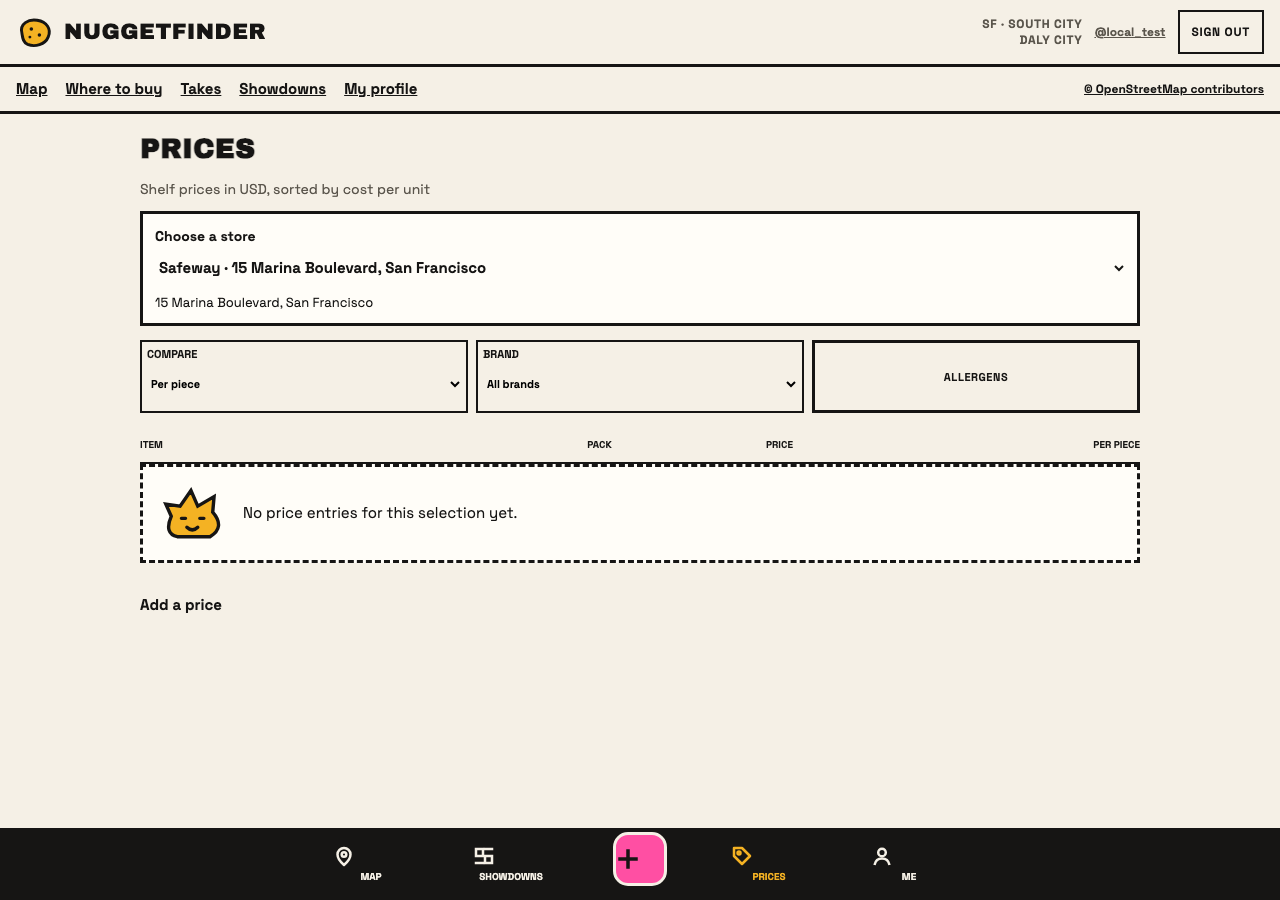 NUGGETFINDER
SF · SOUTH CITY
DALY CITY
@local_test
SIGN OUT
Map
Where to buy
Takes
Showdowns
My profile
© OpenStreetMap contributors
PRICES
Shelf prices in USD, sorted by cost per unit
Choose a store
Safeway · 15 Marina Boulevard, San Francisco
15 Marina Boulevard, San Francisco
COMPARE
Per piece
BRAND
All brands
ALLERGENS
ITEM PACK PRICE PER PIECE
No price entries for this selection yet.
Add a price
MAP
SHOWDOWNS
+
PRICES
ME